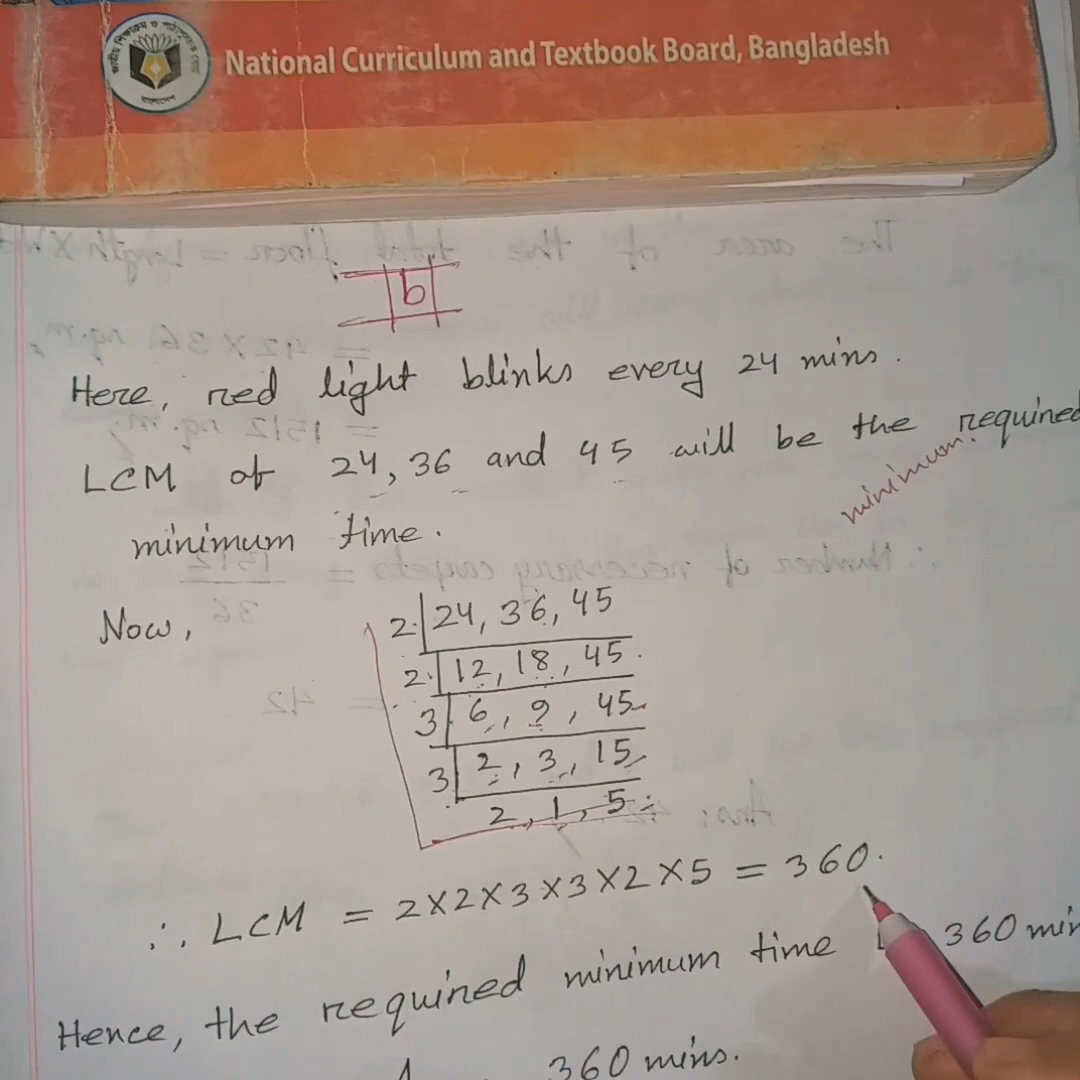 National Curriculum and Textbook Board, Bangladesh
b
Here, red light blinks every 24 mins.
LCM of 24, 36 and 45 will be the required
minimum.
minimum time.
Now,
2 24, 36, 45
2 12, 18, 45
3 6, 9, 45
3 2, 3, 15
2, 1, 5
∴ LCM = 2×2×3×3×2×5 = 360.
Hence, the required minimum time 360 min
360 mins.